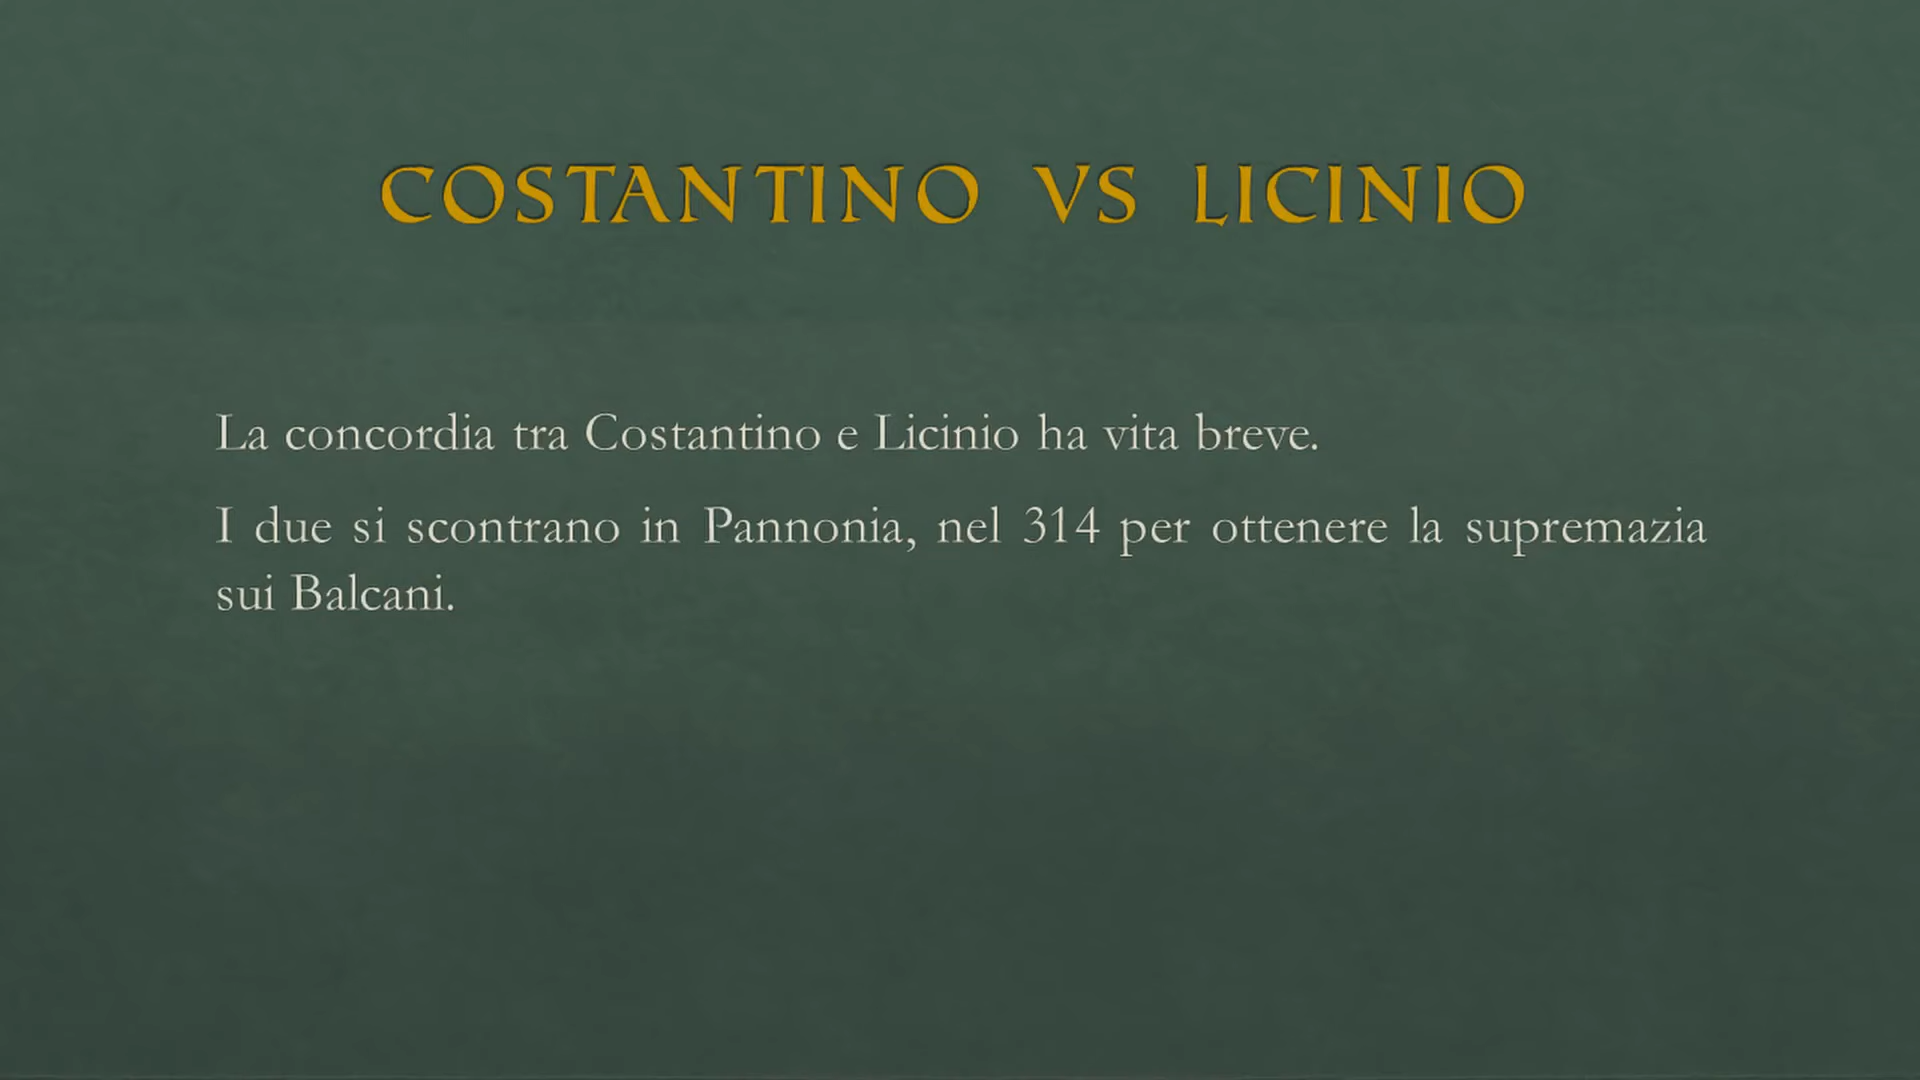 COSTANTINO VS LICINIO
La concordia tra Costantino e Licinio ha vita breve.
I due si scontrano in Pannonia, nel 314 per ottenere la supremazia
sui Balcani.